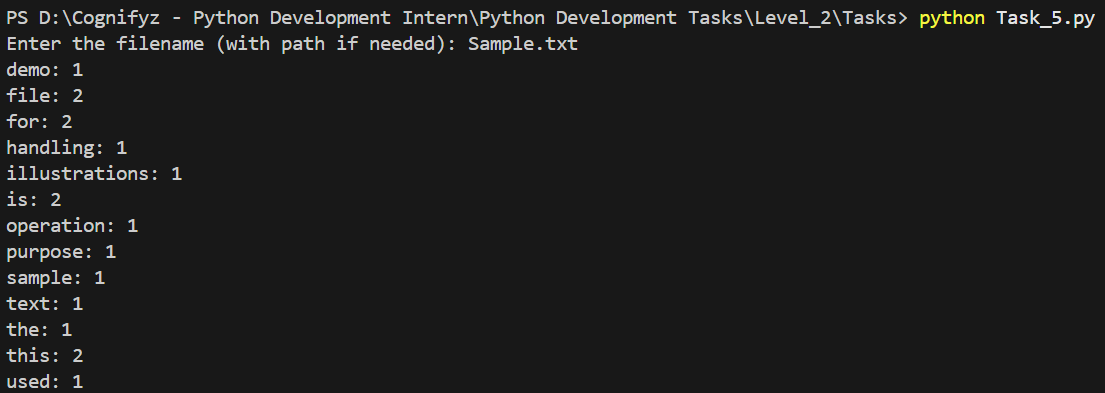 PS D:\Cognifyz - Python Development Intern\Python Development Tasks\Level_2\Tasks> python Task_5.py
Enter the filename (with path if needed): Sample.txt
demo: 1
file: 2
for: 2
handling: 1
illustrations: 1
is: 2
operation: 1
purpose: 1
sample: 1
text: 1
the: 1
this: 2
used: 1